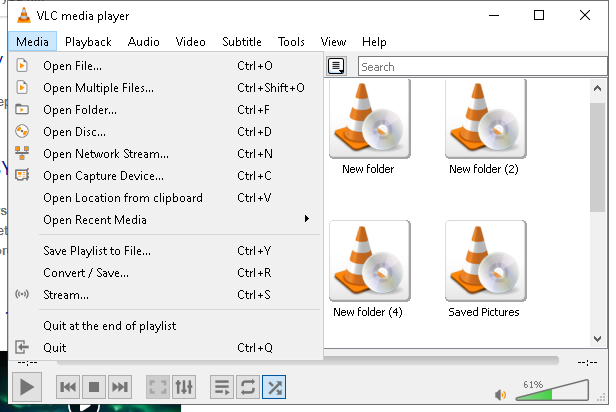 VLC media player
Media Playback Audio Video Subtitle Tools View Help
Open File... Ctrl+O
Open Multiple Files... Ctrl+Shift+O
Open Folder... Ctrl+F
Open Disc... Ctrl+D
Open Network Stream... Ctrl+N
Open Capture Device... Ctrl+C
Open Location from clipboard Ctrl+V
Open Recent Media
Save Playlist to File... Ctrl+Y
Convert / Save... Ctrl+R
Stream... Ctrl+S
Quit at the end of playlist
Quit Ctrl+Q
Search
New folder New folder (2)
New folder (4) Saved Pictures
--:-- --:--
61%